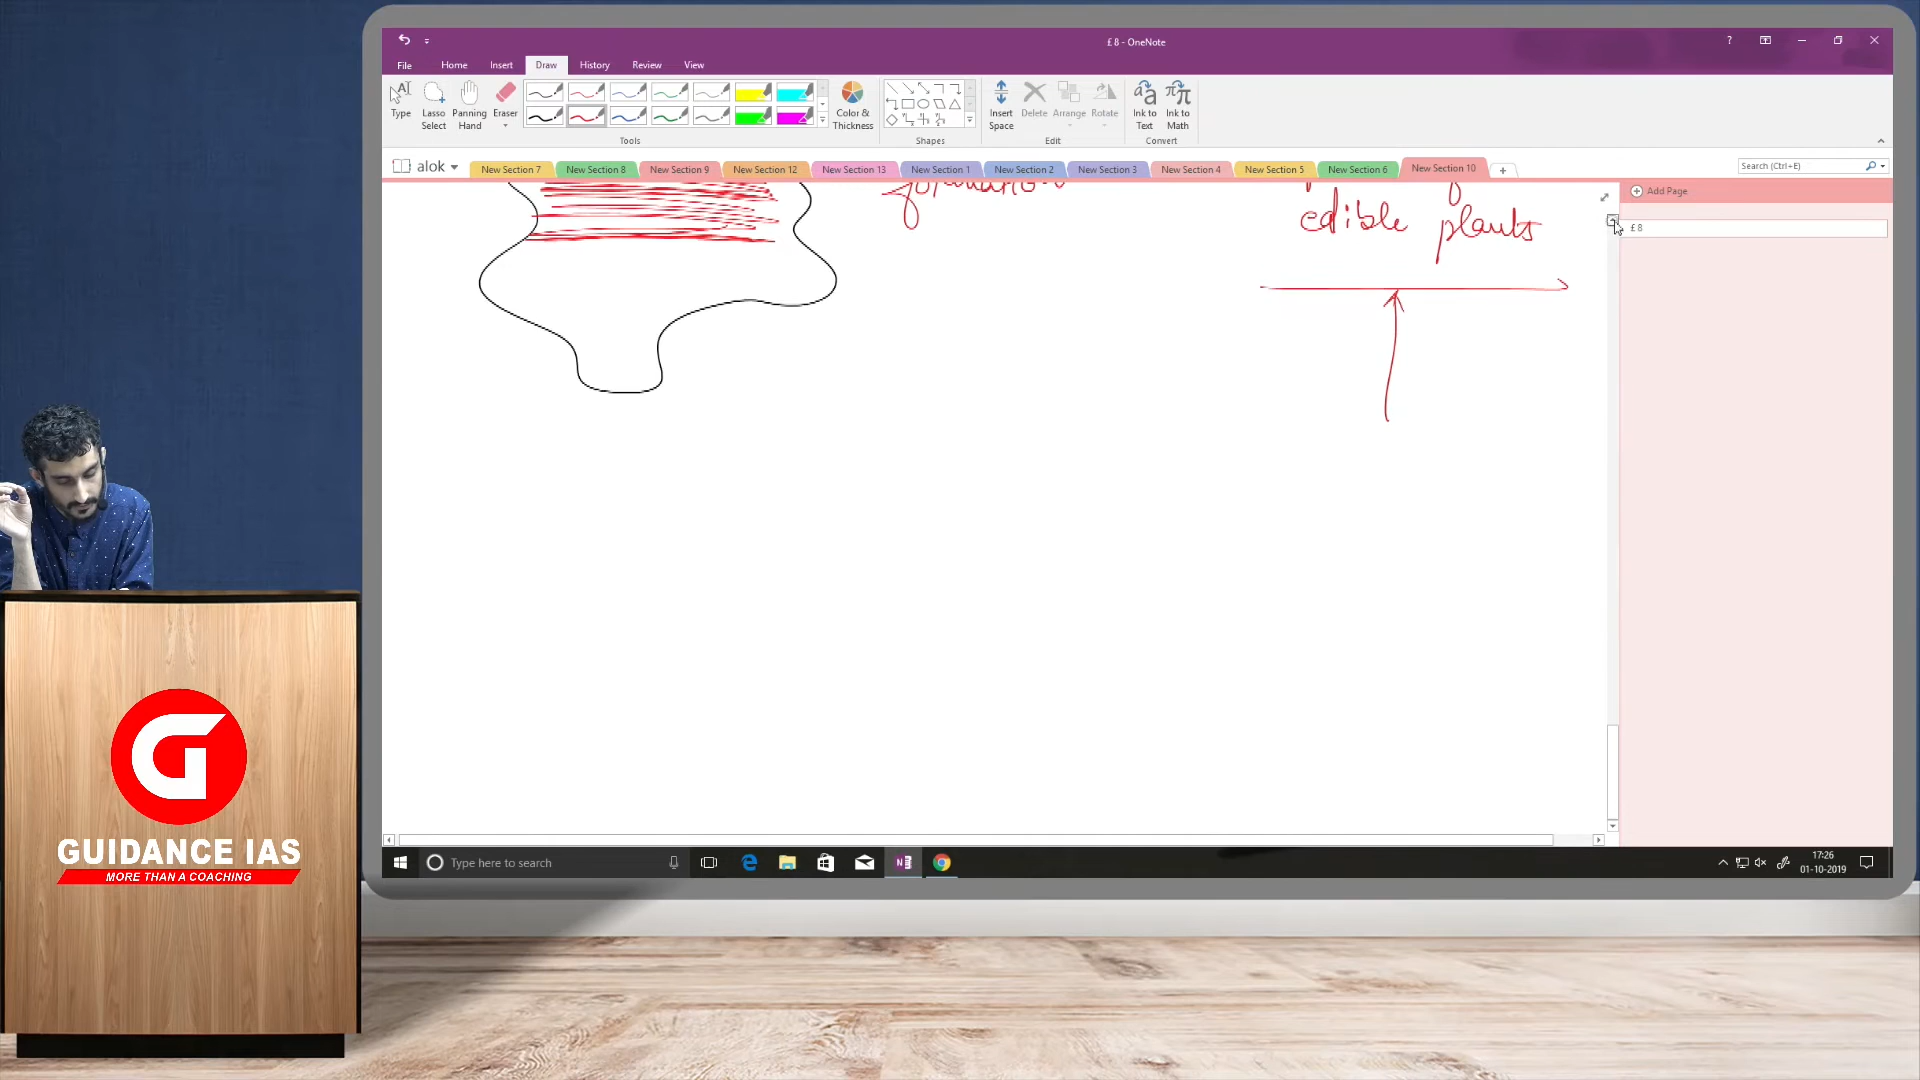 £ 8 - OneNote
?
File
Home
Insert
Draw
History
Review
View
Type
Lasso
Select
Panning
Hand
Eraser
Color &
Thickness
Insert
Space
Delete
Arrange
Rotate
Ink to
Text
Ink to
Math
Tools
Shapes
Edit
Convert
alok
New Section 7
New Section 8
New Section 9
New Section 12
New Section 13
New Section 1
New Section 2
New Section 3
New Section 4
New Section 5
New Section 6
New Section 10
Search (Ctrl+E)
Add Page
£ 8
edible plants
Type here to search
17:26
01-10-2019
G
GUIDANCE IAS
MORE THAN A COACHING